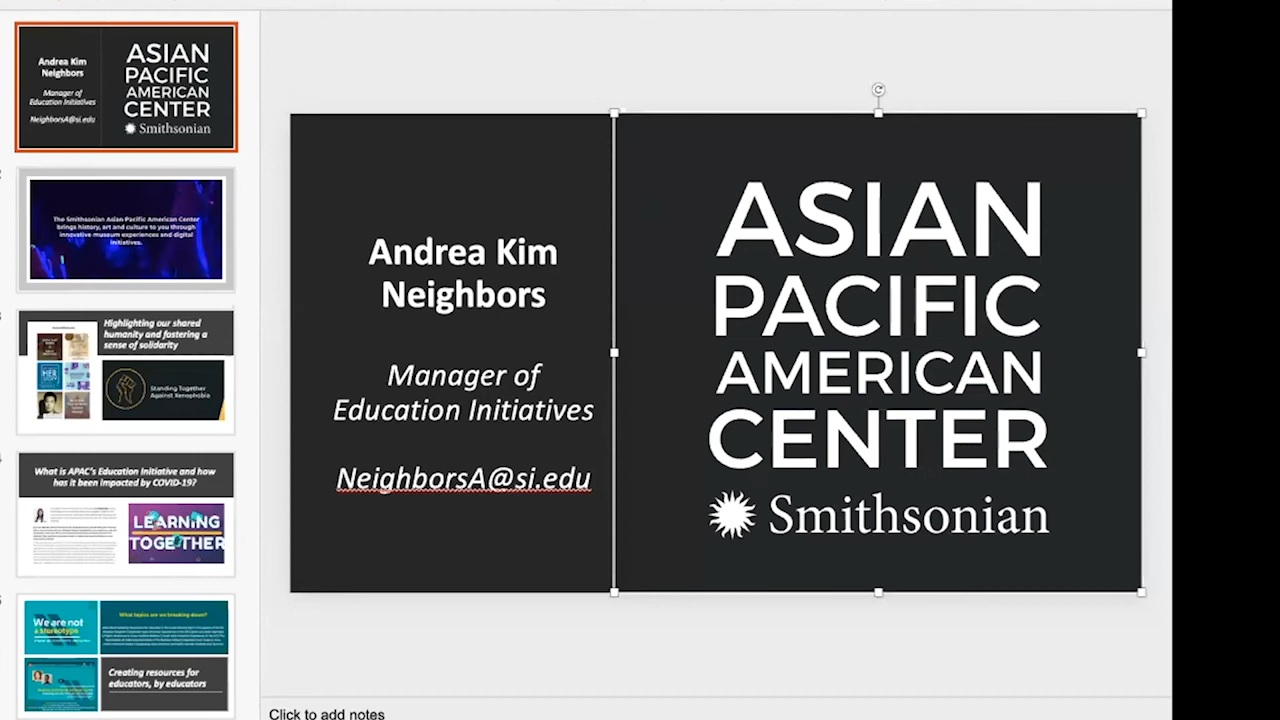 Andrea Kim
Neighbors
Manager of
Education Initiatives
NeighborsA@si.edu
ASIAN
PACIFIC
AMERICAN
CENTER
Smithsonian
2
The Smithsonian Asian Pacific American Center
brings history, art and culture to you through
innovative museum experiences and digital
initiatives.
Highlighting our shared
humanity and fostering a
sense of solidarity
Standing Together
Against Xenophobia
What is APAC's Education Initiative and how
has it been impacted by COVID-19?
LEARNING
TOGETHER
We are not
a stereotype
What topics are we breaking down?
Creating resources for
educators, by educators
Andrea Kim
Neighbors
Manager of
Education Initiatives
NeighborsA@si.edu
ASIAN
PACIFIC
AMERICAN
CENTER
Smithsonian
Click to add notes